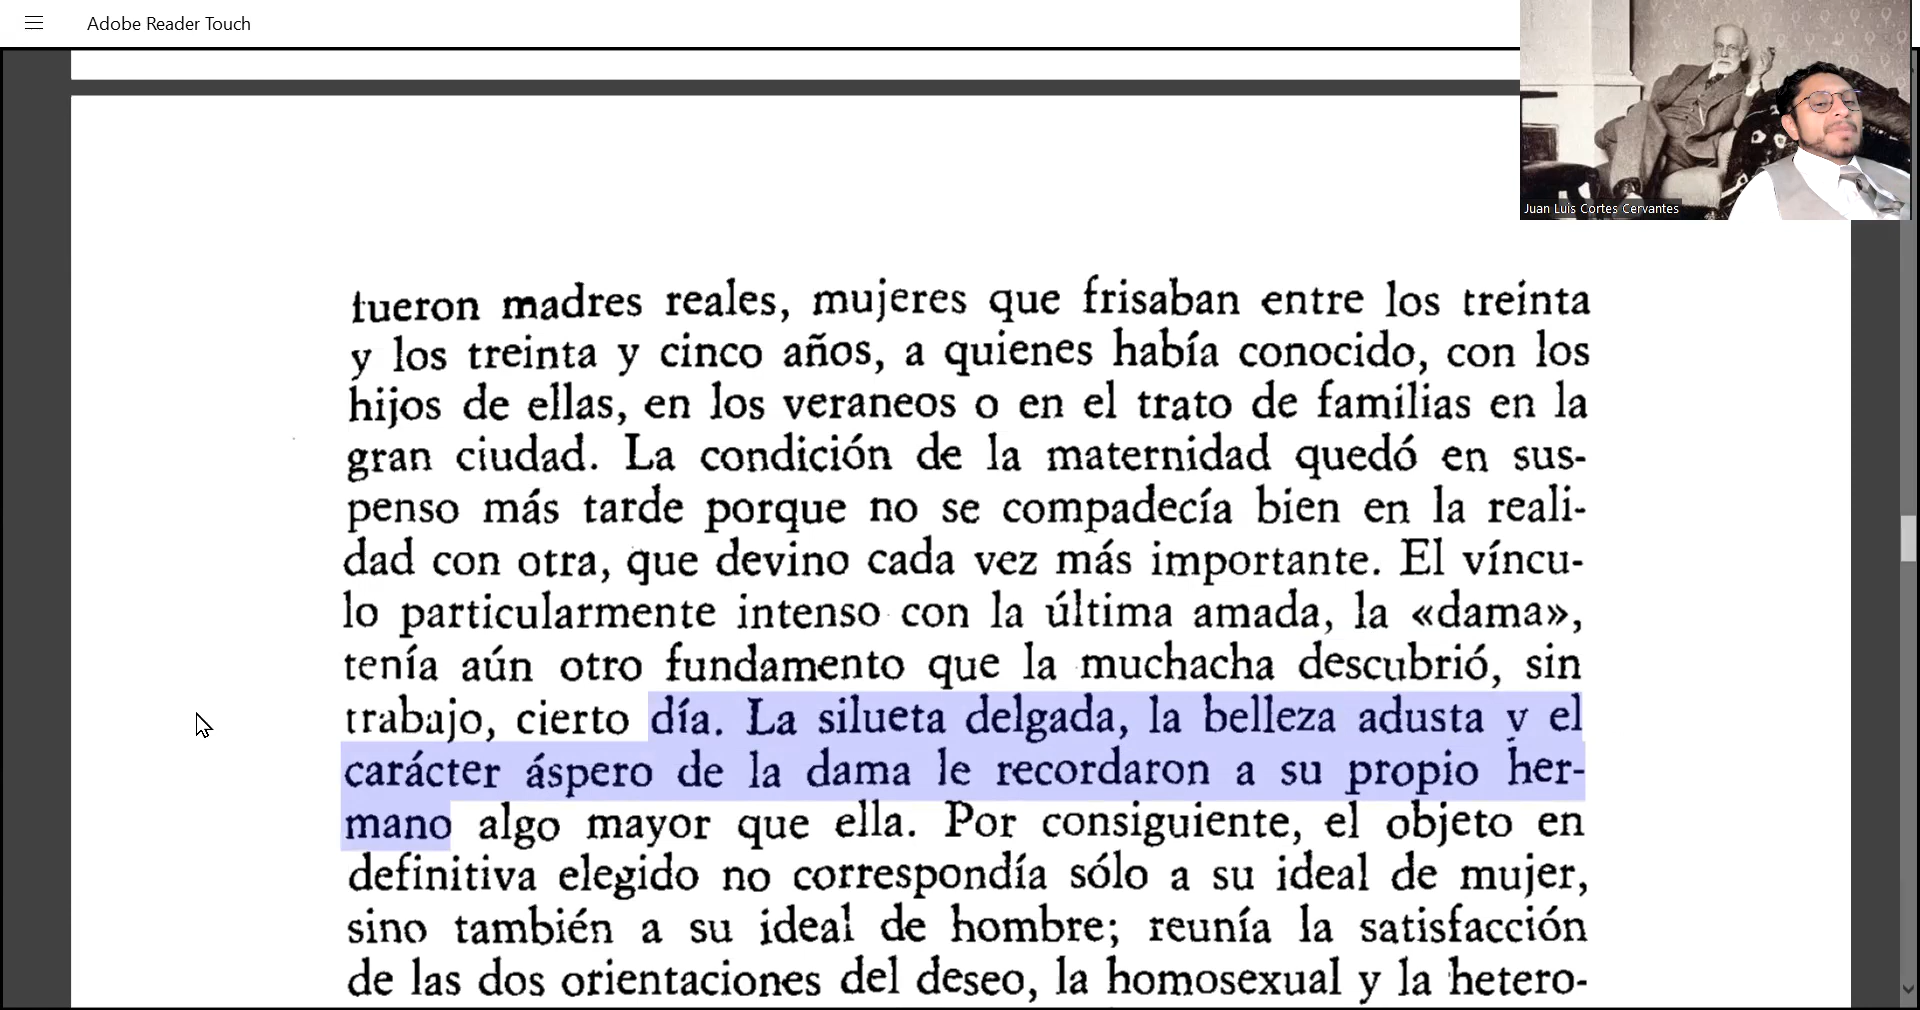 Adobe Reader Touch
Juan Luis Cortes Cervantes
fueron madres reales, mujeres que frisaban entre los treinta
y los treinta y cinco años, a quienes había conocido, con los
hijos de ellas, en los veraneos o en el trato de familias en la
gran ciudad. La condición de la maternidad quedó en sus-
penso más tarde porque no se compadecía bien en la reali-
dad con otra, que devino cada vez más importante. El víncu-
lo particularmente intenso con la última amada, la «dama»,
tenía aún otro fundamento que la muchacha descubrió, sin
trabajo, cierto día. La silueta delgada, la belleza adusta y el
carácter áspero de la dama le recordaron a su propio her-
mano algo mayor que ella. Por consiguiente, el objeto en
definitiva elegido no correspondía sólo a su ideal de mujer,
sino también a su ideal de hombre; reunía la satisfacción
de las dos orientaciones del deseo, la homosexual y la hetero-